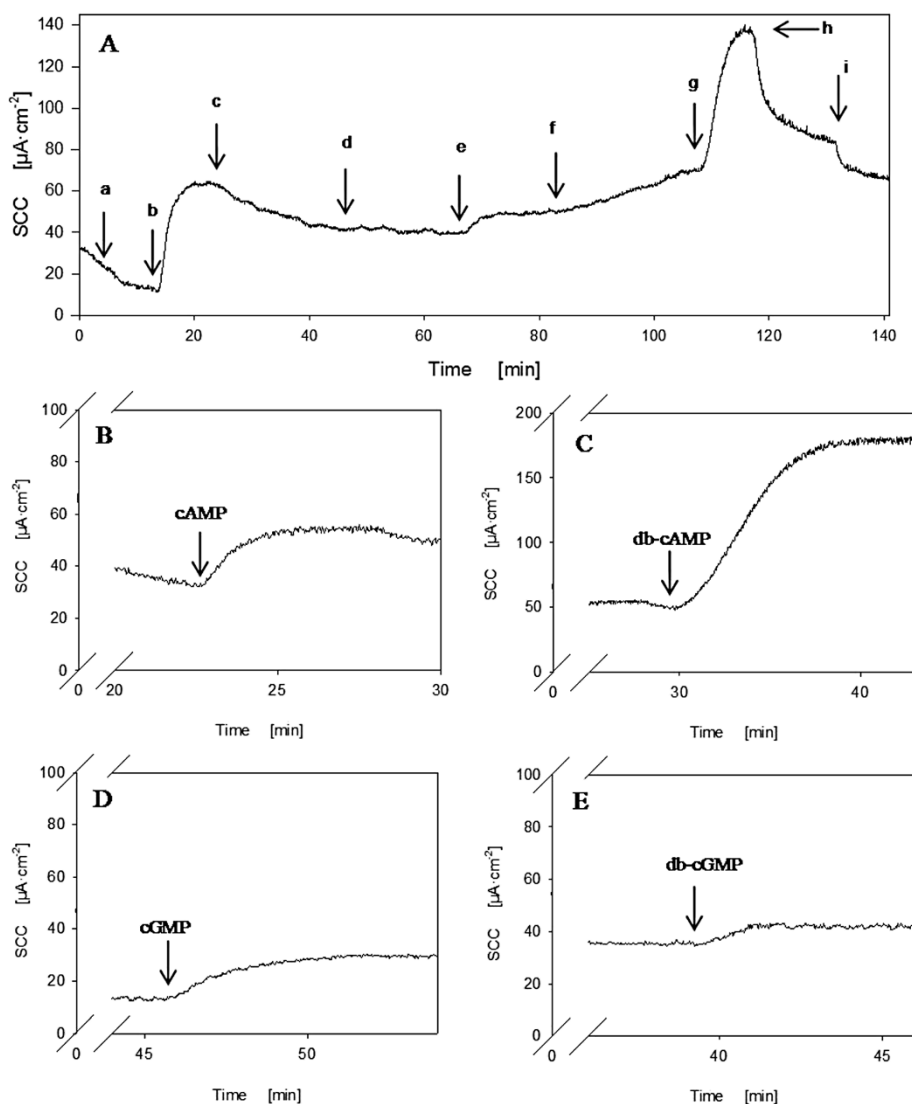 A
SCC [µA·cm-2]
140
120
100
80
60
40
20
0
a
b
c
d
e
f
g
h
i
0 20 40 60 80 100 120 140
Time [min]
B
SCC [µA·cm-2]
100
80
60
40
20
0
cAMP
0 20 25 30
Time [min]
C
SCC [µA·cm-2]
200
150
100
50
0
db-cAMP
0 30 40
Time [min]
D
SCC [µA·cm-2]
100
80
60
40
20
0
cGMP
0 45 50
Time [min]
E
SCC [µA·cm-2]
100
80
60
40
20
0
db-cGMP
0 40 45
Time [min]